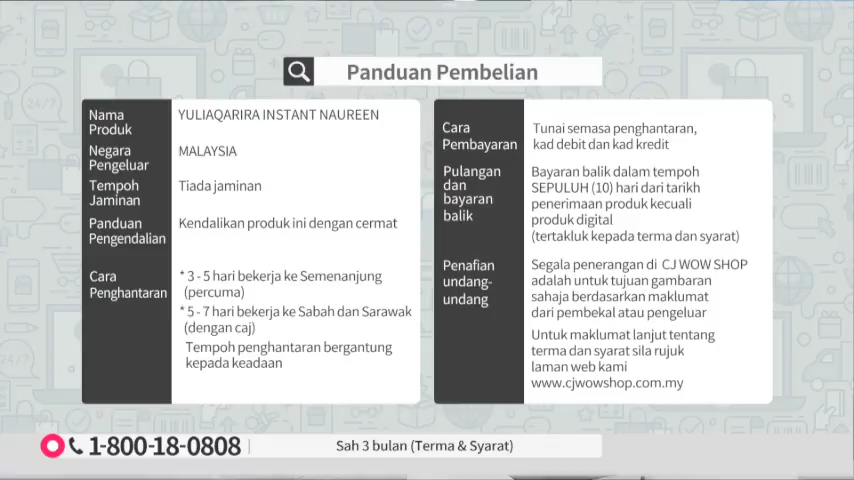 Panduan Pembelian
Nama
Produk
YULIAQARIRA INSTANT NAUREEN
Negara
Pengeluar
MALAYSIA
Tempoh
Jaminan
Tiada jaminan
Panduan
Pengendalian
Kendalikan produk ini dengan cermat
Cara
Penghantaran
* 3 - 5 hari bekerja ke Semenanjung
(percuma)
* 5 - 7 hari bekerja ke Sabah dan Sarawak
(dengan caj)
Tempoh penghantaran bergantung
kepada keadaan
Cara
Pembayaran
Tunai semasa penghantaran,
kad debit dan kad kredit
Pulangan
dan
bayaran
balik
Bayaran balik dalam tempoh
SEPULUH (10) hari dari tarikh
penerimaan produk kecuali
produk digital
(tertakluk kepada terma dan syarat)
Penafian
undang-
undang
Segala penerangan di CJ WOW SHOP
adalah untuk tujuan gambaran
sahaja berdasarkan maklumat
dari pembekal atau pengeluar
Untuk maklumat lanjut tentang
terma dan syarat sila rujuk
laman web kami
www.cjwowshop.com.my
1-800-18-0808
Sah 3 bulan (Terma & Syarat)
24/7
24/7